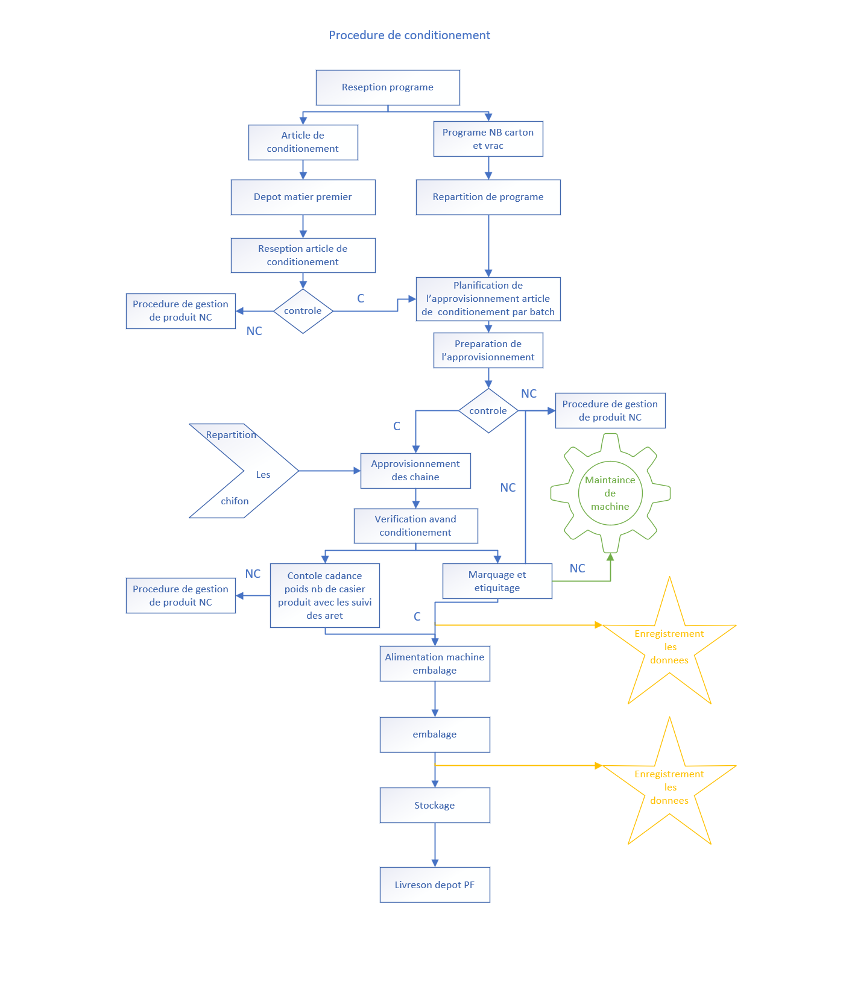 Procedure de conditionement
Reseption programe
Article de
conditionement
Programe NB carton
et vrac
Depot matier premier
Repartition de programe
Reseption article de
conditionement
Planification de
l’approvisionnement article
de  conditionement par batch
Procedure de gestion
de produit NC
controle
C
NC
Preparation de
l’approvisionnement
controle
NC
Procedure de gestion
de produit NC
C
Repartition
Les
chifon
Approvisionnement
des chaine
NC
Maintaince
de
machine
Verification avand
conditionement
NC
Procedure de gestion
de produit NC
Contole cadance
poids nb de casier
produit avec les suivi
des aret
Marquage et
etiquitage
NC
C
Enregistrement
les
donnees
Alimentation machine
embalage
embalage
Enregistrement
les
donnees
Stockage
Livreson depot PF